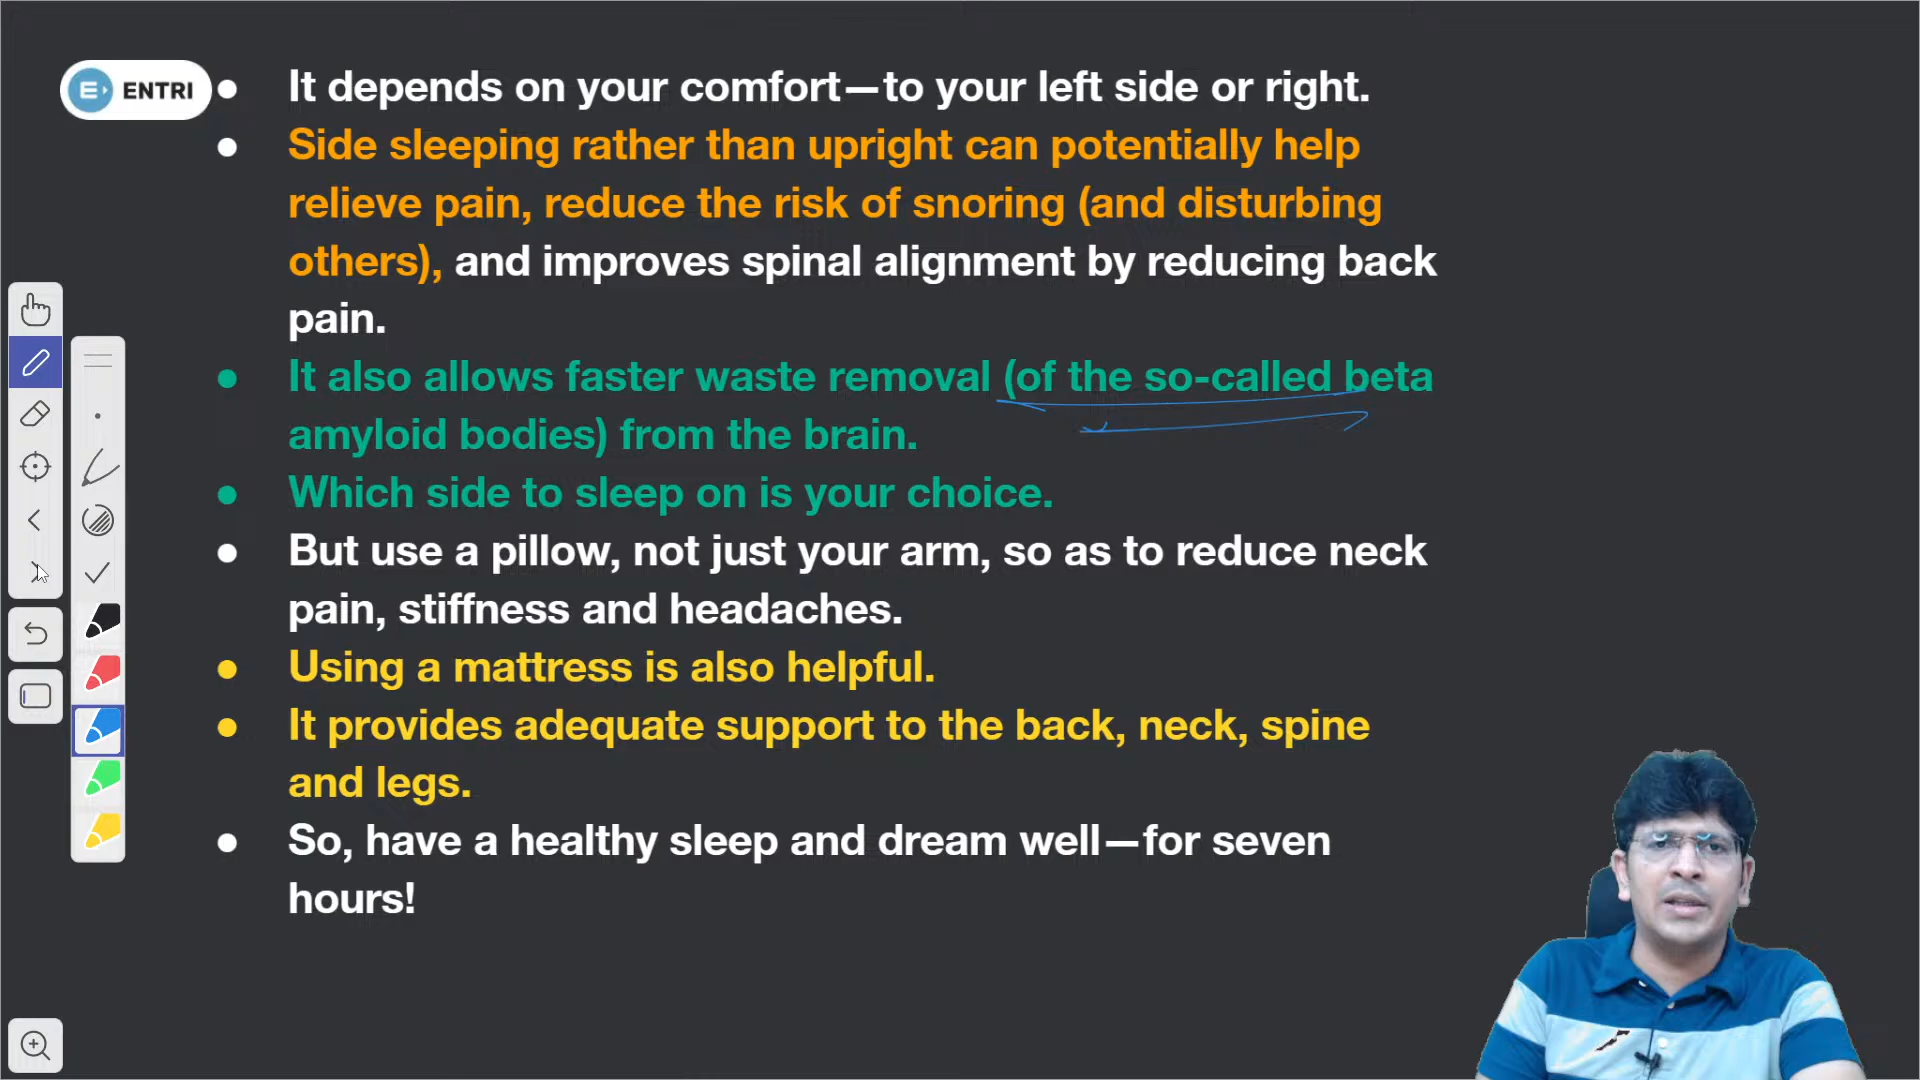 ENTRI
It depends on your comfort—to your left side or right.
Side sleeping rather than upright can potentially help
relieve pain, reduce the risk of snoring (and disturbing
others), and improves spinal alignment by reducing back
pain.
It also allows faster waste removal (of the so-called beta
amyloid bodies) from the brain.
Which side to sleep on is your choice.
But use a pillow, not just your arm, so as to reduce neck
pain, stiffness and headaches.
Using a mattress is also helpful.
It provides adequate support to the back, neck, spine
and legs.
So, have a healthy sleep and dream well—for seven
hours!